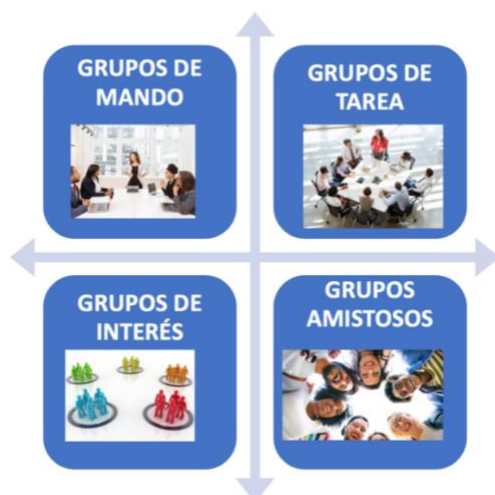 GRUPOS DE
MANDO
GRUPOS DE
TAREA
GRUPOS DE
INTERÉS
GRUPOS
AMISTOSOS